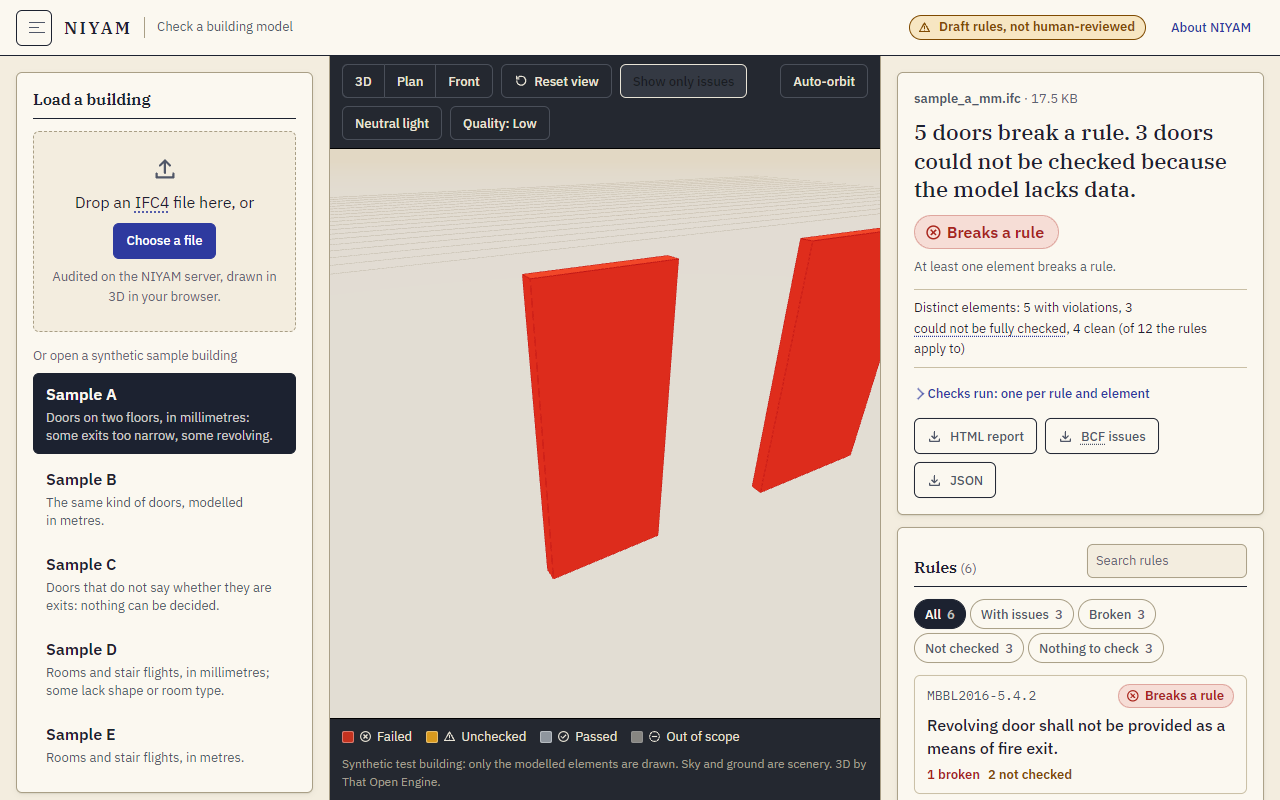 NIYAM
Check a building model
Draft rules, not human-reviewed
About NIYAM
Load a building
Drop an IFC4 file here, or
Choose a file
Audited on the NIYAM server, drawn in
3D in your browser.
Or open a synthetic sample building
Sample A
Doors on two floors, in millimetres:
some exits too narrow, some revolving.
Sample B
The same kind of doors, modelled
in metres.
Sample C
Doors that do not say whether they are
exits: nothing can be decided.
Sample D
Rooms and stair flights, in millimetres;
some lack shape or room type.
Sample E
Rooms and stair flights, in metres.
3D Plan Front Reset view Show only issues Auto-orbit
Neutral light Quality: Low
Failed Unchecked Passed Out of scope
Synthetic test building: only the modelled elements are drawn. Sky and ground are scenery. 3D by
That Open Engine.
sample_a_mm.ifc · 17.5 KB
5 doors break a rule. 3 doors
could not be checked because
the model lacks data.
Breaks a rule
At least one element breaks a rule.
Distinct elements: 5 with violations, 3
could not be fully checked, 4 clean (of 12 the rules
apply to)
Checks run: one per rule and element
HTML report BCF issues
JSON
Rules (6) Search rules
All 6 With issues 3 Broken 3
Not checked 3 Nothing to check 3
MBBL2016-5.4.2 Breaks a rule
Revolving door shall not be provided as a
means of fire exit.
1 broken 2 not checked